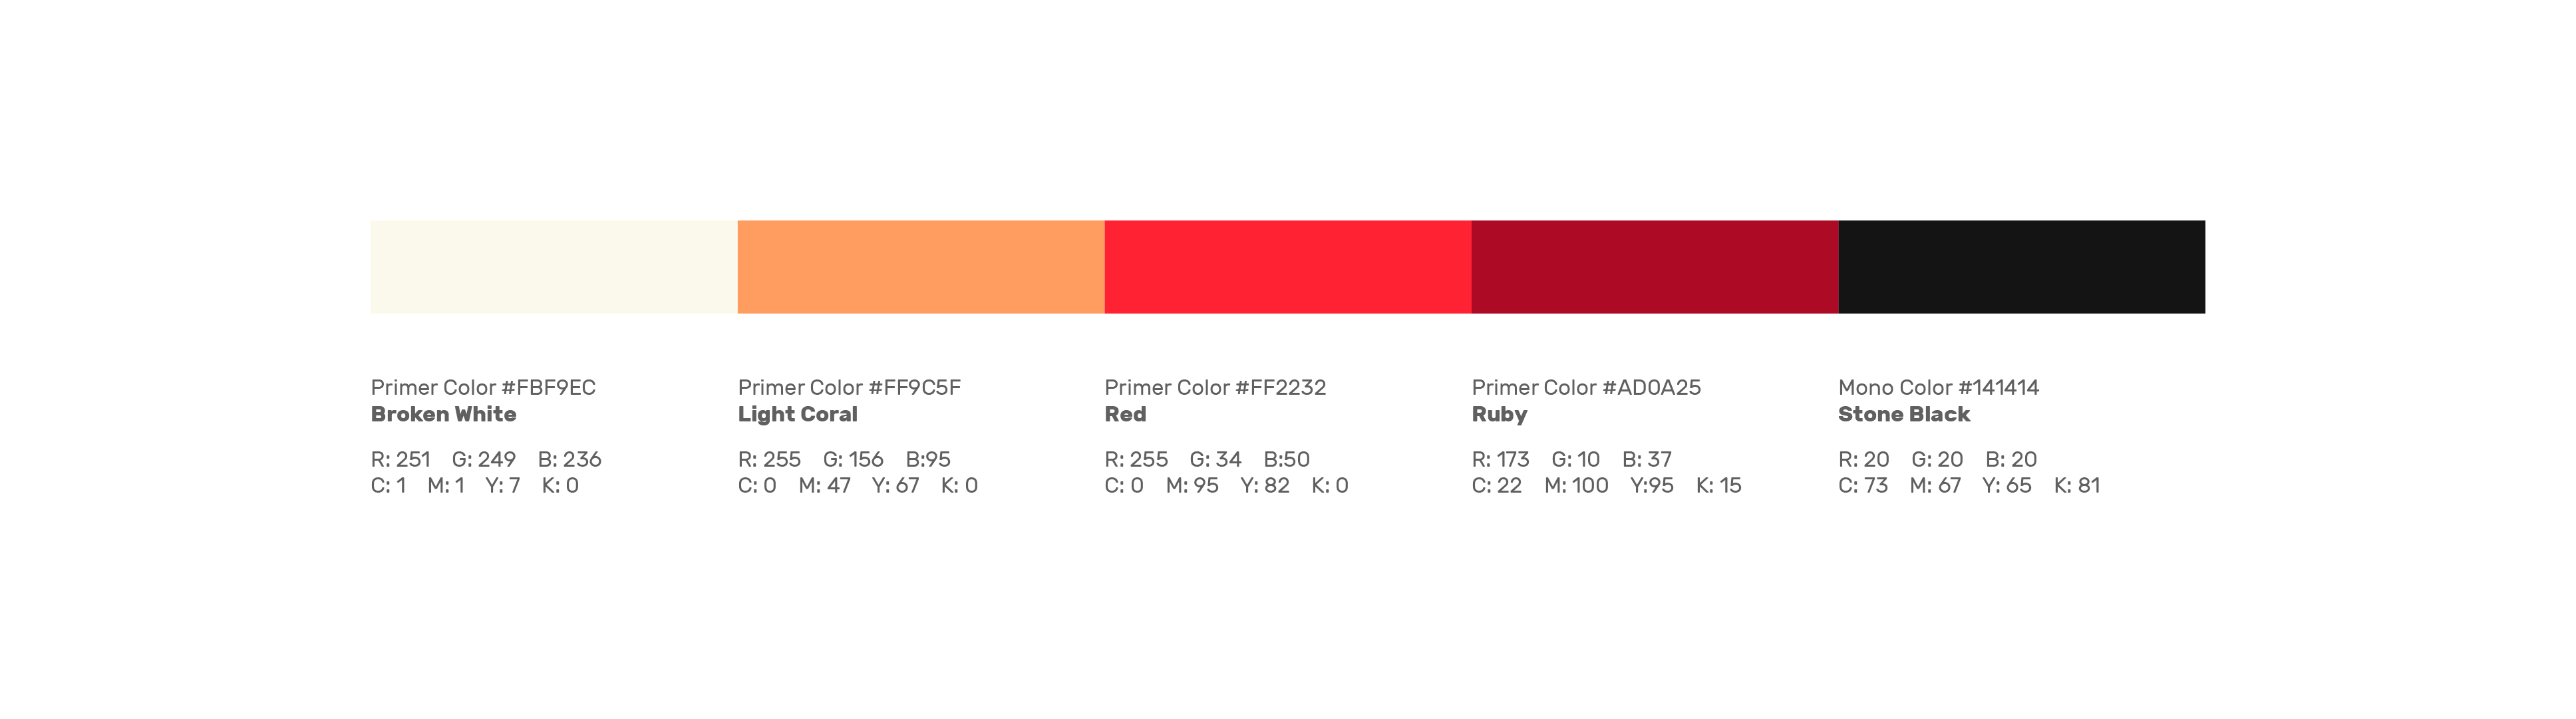 Primer Color #FBF9EC
Broken White
R: 251 G: 249 B: 236
C: 1 M: 1 Y: 7 K: 0
Primer Color #FF9C5F
Light Coral
R: 255 G: 156 B:95
C: 0 M: 47 Y: 67 K: 0
Primer Color #FF2232
Red
R: 255 G: 34 B:50
C: 0 M: 95 Y: 82 K: 0
Primer Color #AD0A25
Ruby
R: 173 G: 10 B: 37
C: 22 M: 100 Y:95 K: 15
Mono Color #141414
Stone Black
R: 20 G: 20 B: 20
C: 73 M: 67 Y: 65 K: 81